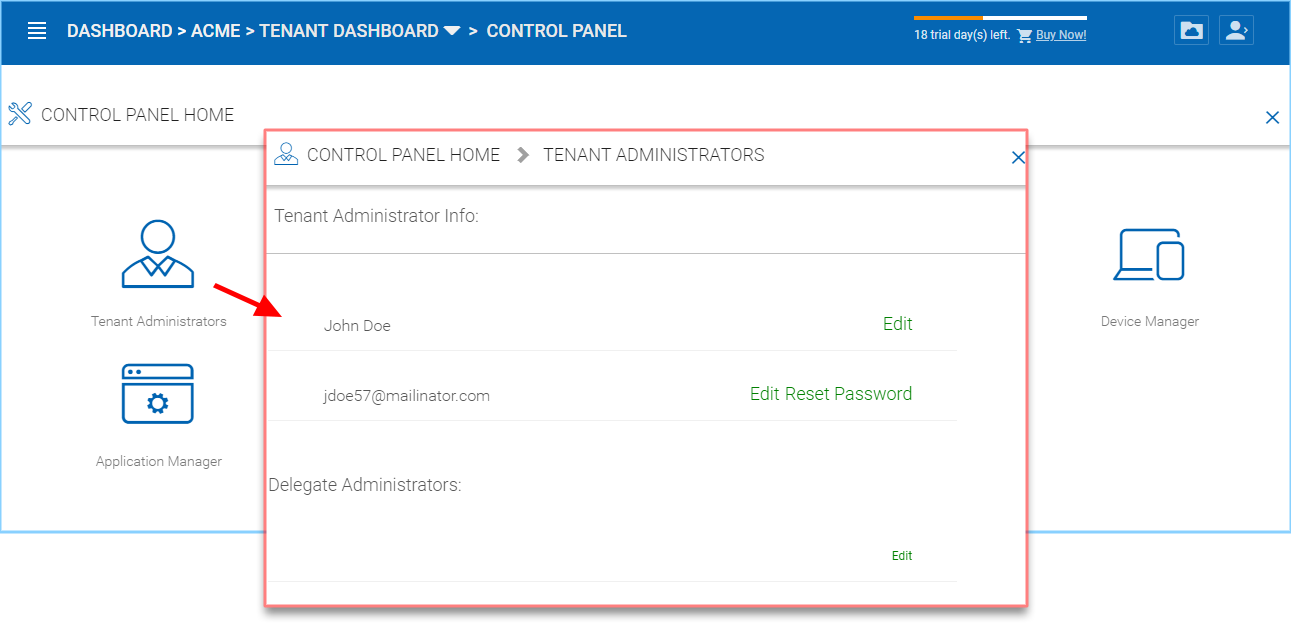 DASHBOARD > ACME > TENANT DASHBOARD > CONTROL PANEL
18 trial day(s) left. Buy Now!
CONTROL PANEL HOME
CONTROL PANEL HOME TENANT ADMINISTRATORS
Tenant Administrator Info:
Tenant Administrators
John Doe Edit
jdoe57@mailinator.com Edit Reset Password
Application Manager
Delegate Administrators:
Edit
Device Manager